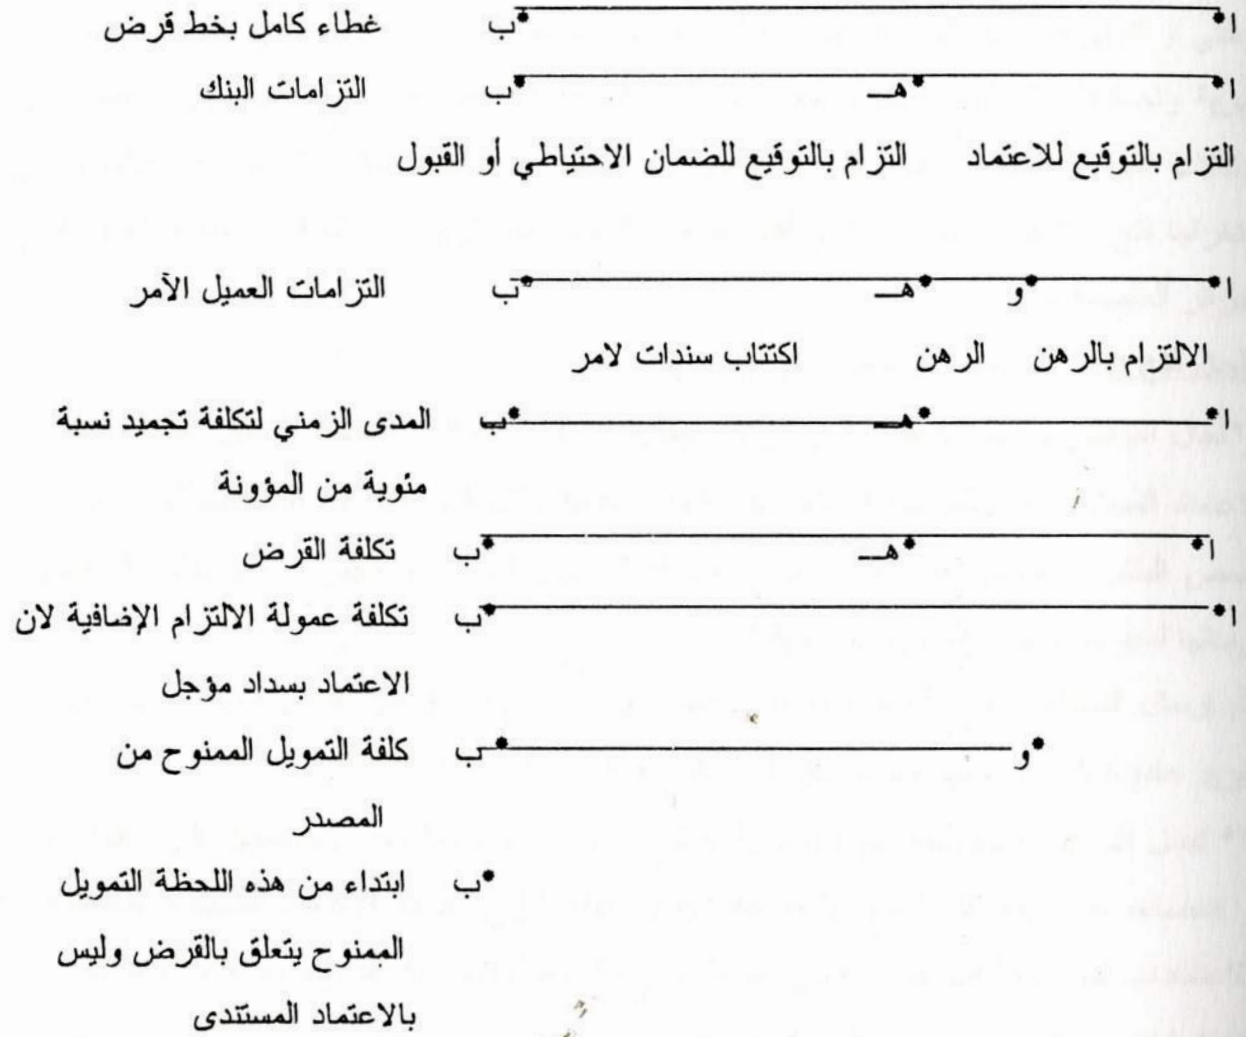 ا ب غطاء كامل بخط قرض
ا هـ ب التزامات البنك
التزام بالتوقيع للاعتماد التزام بالتوقيع للضمان الاحتياطي أو القبول
ا و هـ ب التزامات العميل الآمر
الالتزام بالرهن الرهن اكتتاب سندات لامر
ا هـ ب المدى الزمني لتكلفة تجميد نسبة
مئوية من المؤونة
ا هـ ب تكلفة القرض
ا ب تكلفة عمولة الالتزام الإضافية لان
الاعتماد بسداد مؤجل
و ب كلفة التمويل الممنوح من
المصدر
ب ابتداء من هذه اللحظة التمويل
الممنوح يتعلق بالقرض وليس
بالاعتماد المستندى